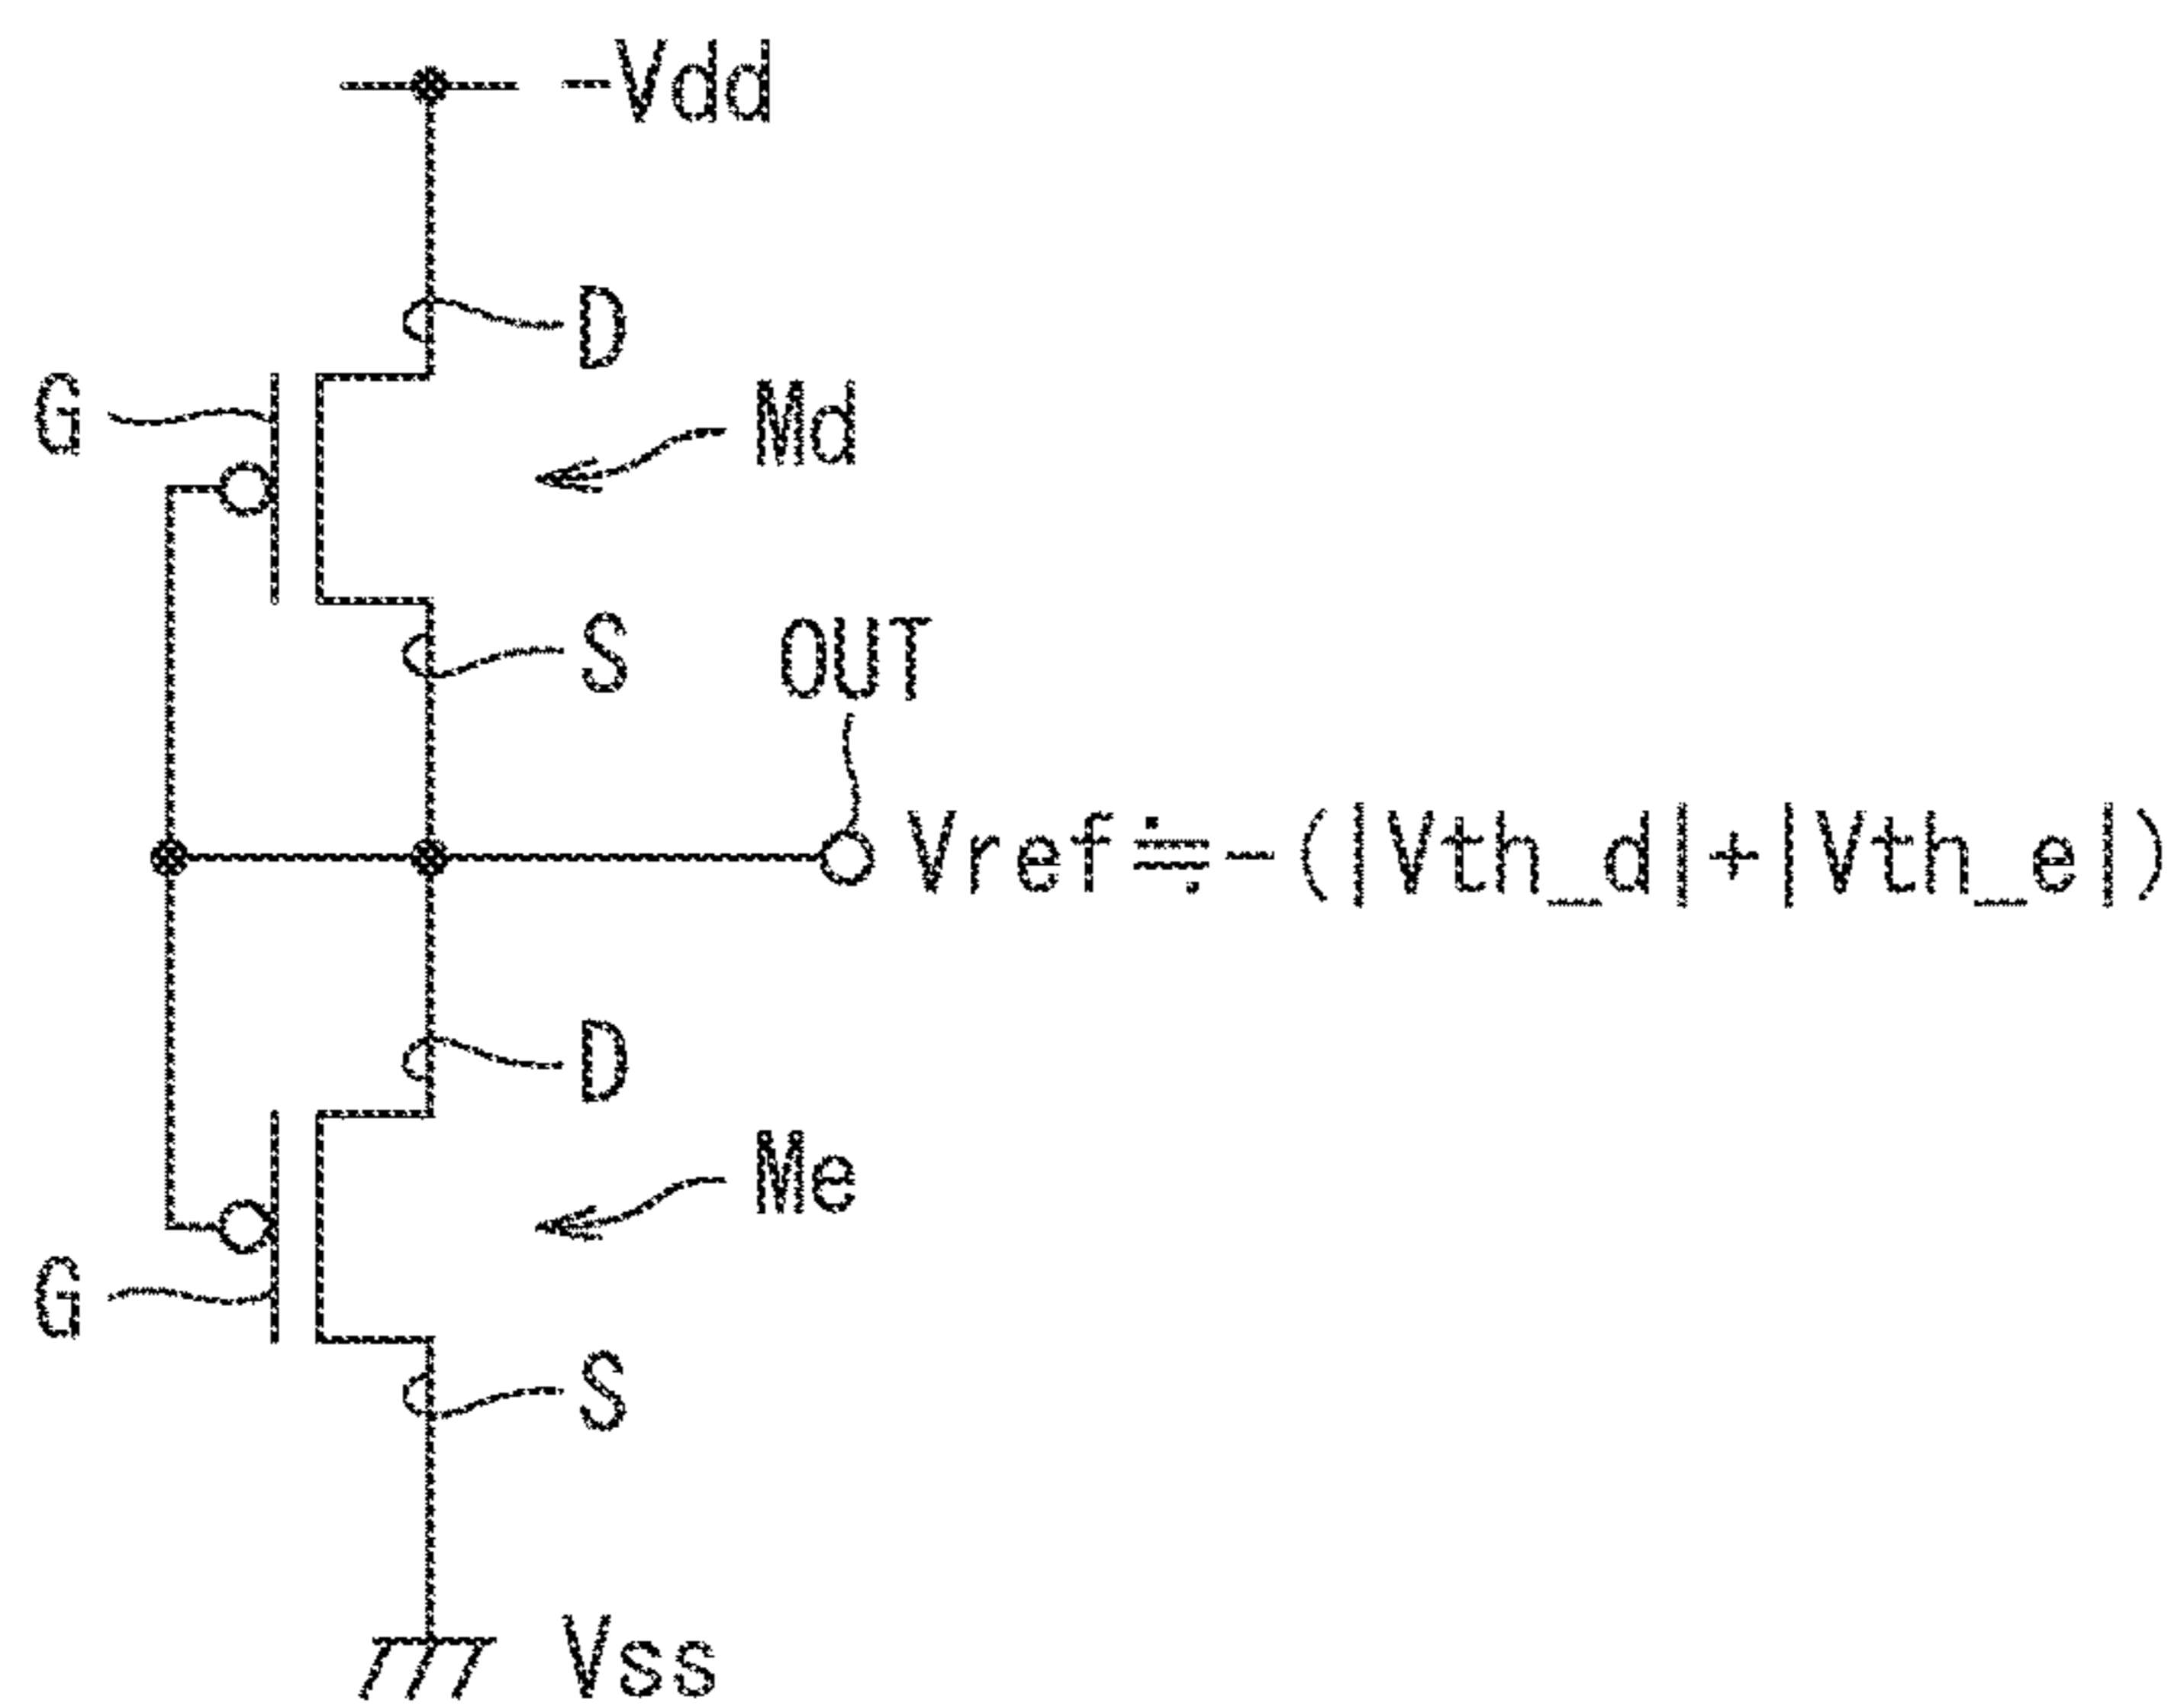 -Vdd
D
G
Md
S
OUT
Vref≒-(|Vth_d|+|Vth_e|)
D
Me
G
S
Vss